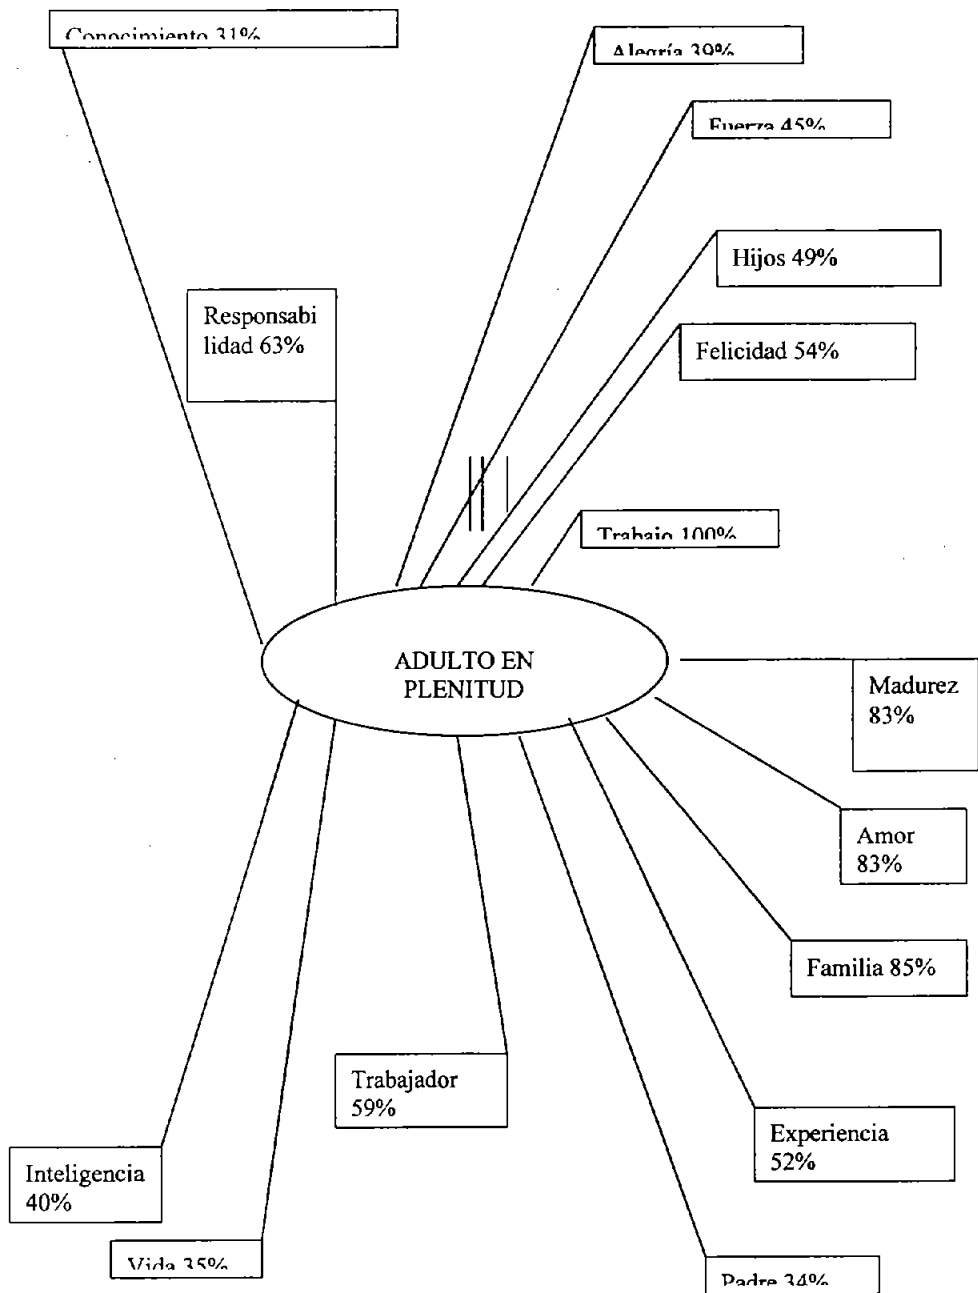 Conocimiento 31%
Alegría 39%
Fuerza 45%
Hijos 49%
Responsabi
lidad 63%
Felicidad 54%
Trabajo 100%
ADULTO EN
PLENITUD
Madurez
83%
Amor
83%
Familia 85%
Trabajador
59%
Experiencia
52%
Inteligencia
40%
Vida 35%
Padre 34%